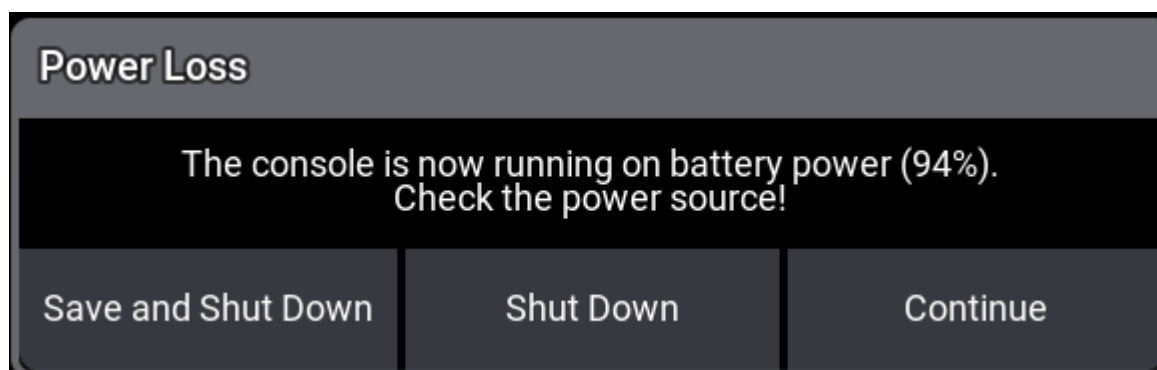 Power Loss
The console is now running on battery power (94%).
Check the power source!
Save and Shut Down
Shut Down
Continue